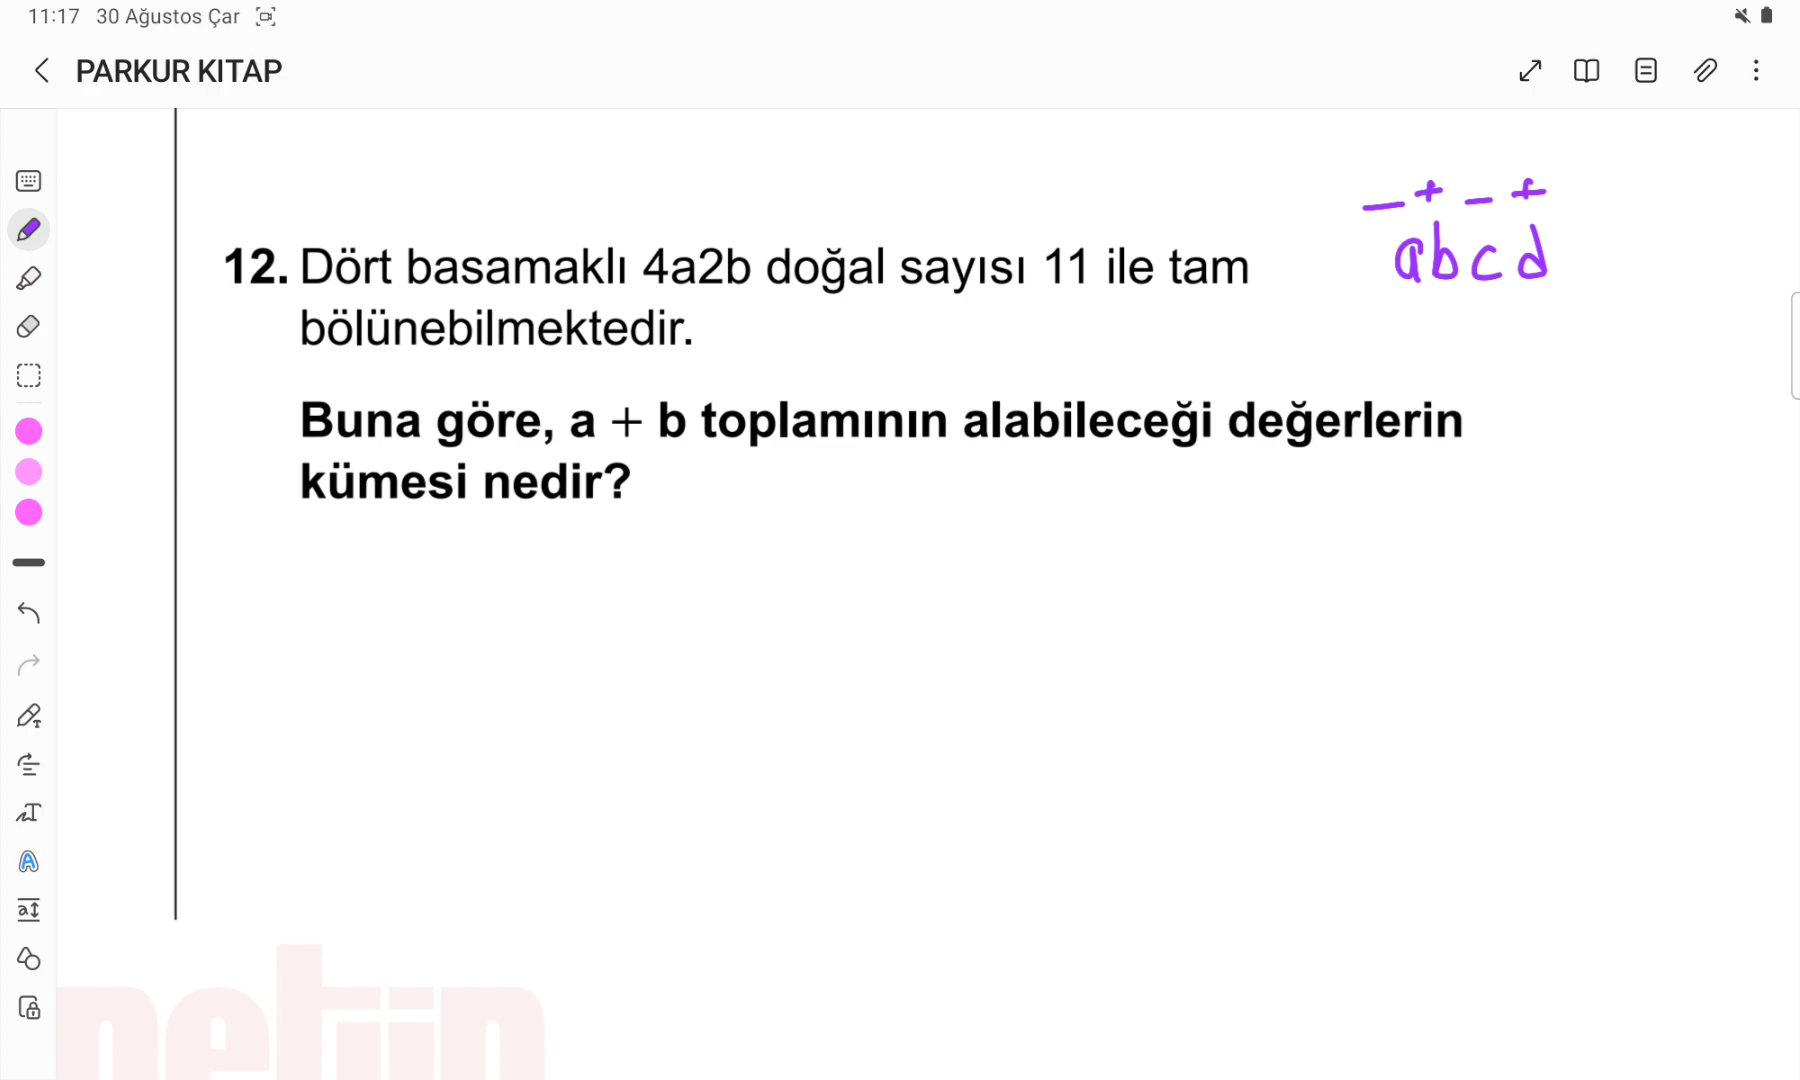 11:17 30 Ağustos Çar
PARKUR KITAP
− + − +
abcd
12. Dört basamaklı 4a2b doğal sayısı 11 ile tam
bölünebilmektedir.
Buna göre, a + b toplamının alabileceği değerlerin
kümesi nedir?
metin